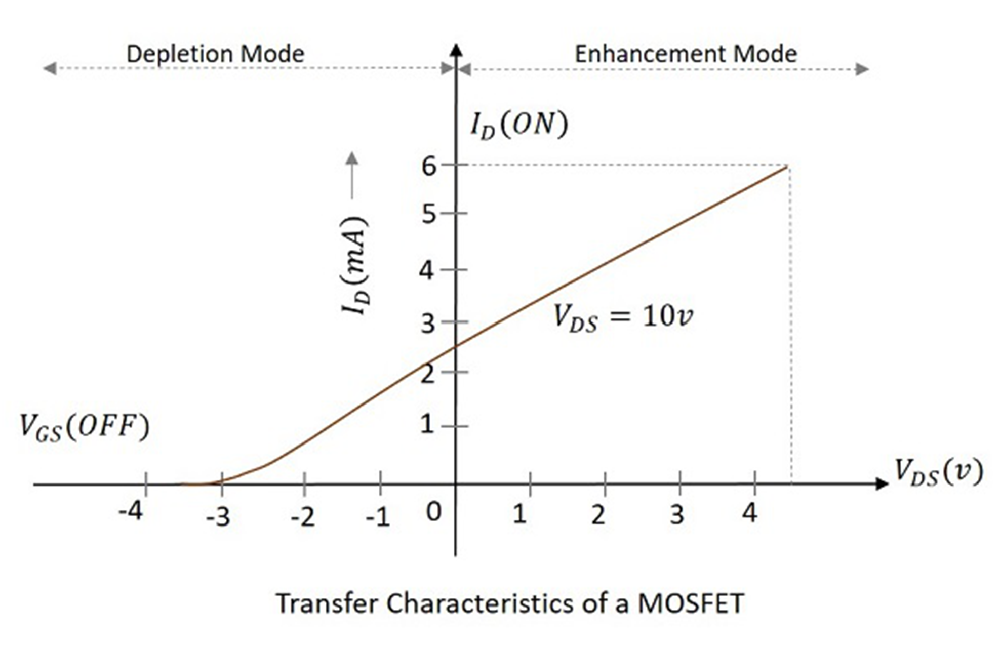 Depletion Mode
Enhancement Mode
I_D(ON)
I_D(mA)
6
5
4
3
2
1
V_DS = 10v
V_GS(OFF)
V_DS(v)
-4 -3 -2 -1 0 1 2 3 4
Transfer Characteristics of a MOSFET